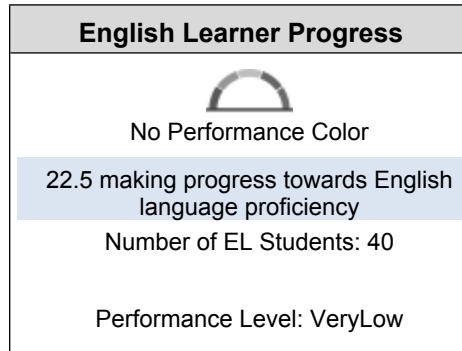 English Learner Progress
No Performance Color
22.5 making progress towards English
language proficiency
Number of EL Students: 40
Performance Level: VeryLow